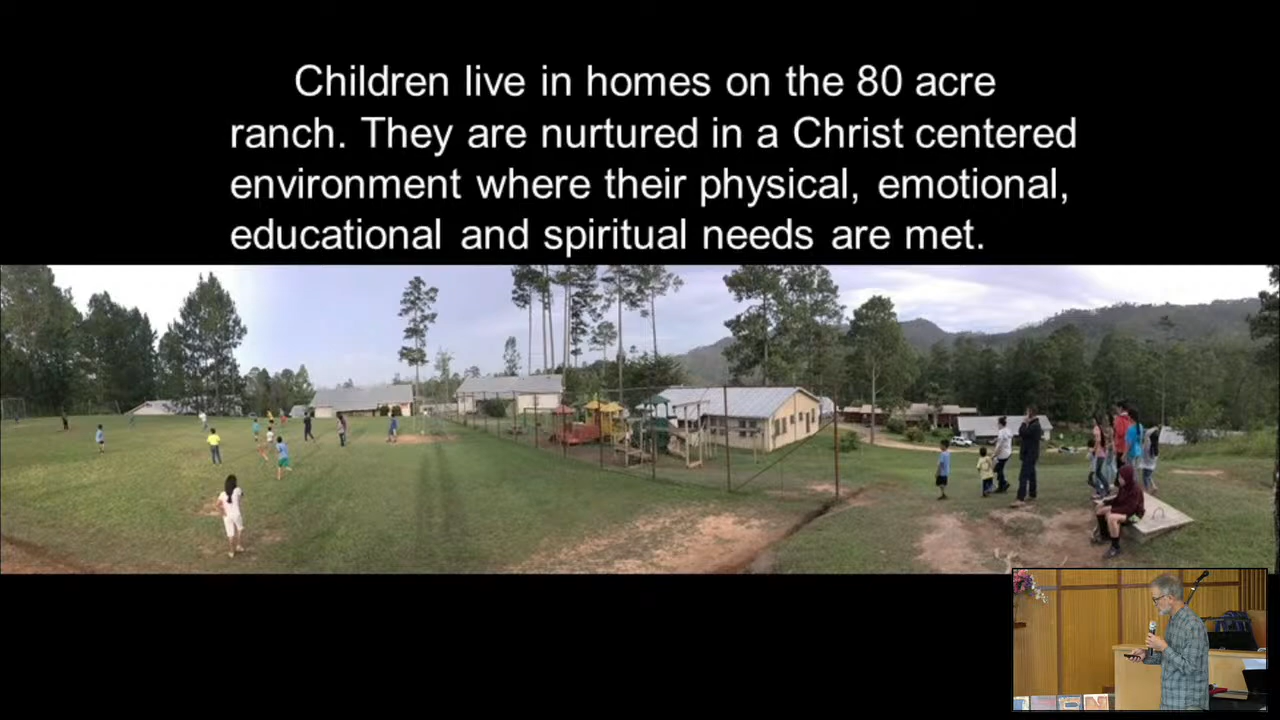 Children live in homes on the 80 acre
ranch. They are nurtured in a Christ centered
environment where their physical, emotional,
educational and spiritual needs are met.